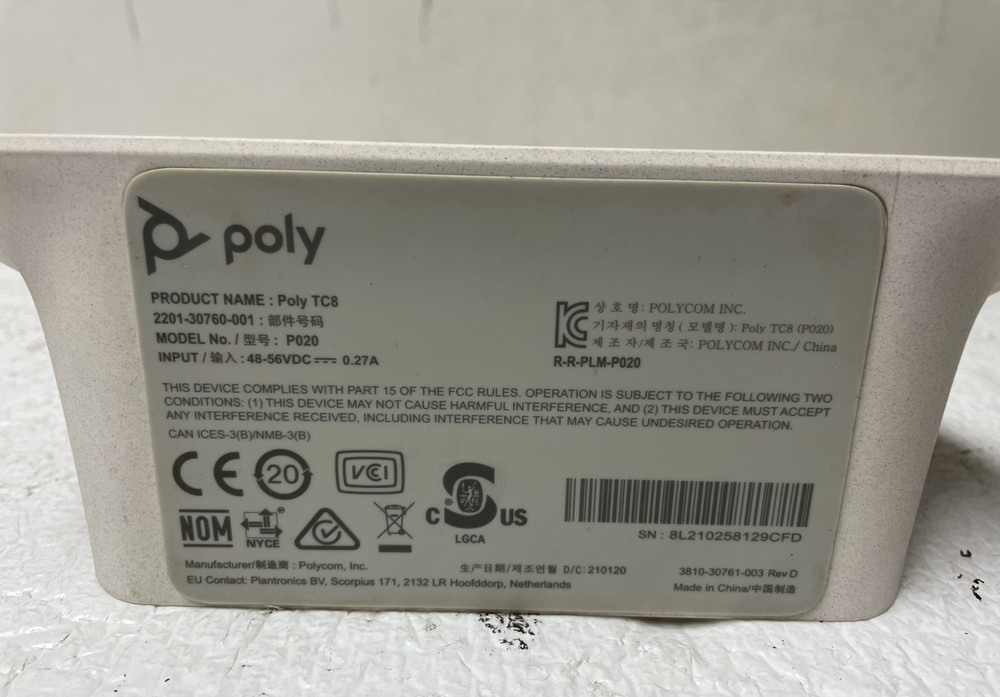 poly
PRODUCT NAME : Poly TC8
2201-30760-001 : 部件号码
MODEL No. / 型号 : P020
INPUT / 输入 : 48-56VDC 0.27A
상 호 명: POLYCOM INC.
기자재의 명칭 ( 모델명 ): Poly TC8 (P020)
제 조 자/제 조 국: POLYCOM INC./ China
R-R-PLM-P020
THIS DEVICE COMPLIES WITH PART 15 OF THE FCC RULES. OPERATION IS SUBJECT TO THE FOLLOWING TWO
CONDITIONS: (1) THIS DEVICE MAY NOT CAUSE HARMFUL INTERFERENCE, AND (2) THIS DEVICE MUST ACCEPT
ANY INTERFERENCE RECEIVED, INCLUDING INTERFERENCE THAT MAY CAUSE UNDESIRED OPERATION.
CAN ICES-3(B)/NMB-3(B)
CE 20 VCI
C S® US
LGCA
NOM
NYCE®
SN : 8L210258129CFD
Manufacturer/制造商 : Polycom, Inc.
EU Contact: Plantronics BV, Scorpius 171, 2132 LR Hoofddorp, Netherlands
生产日期/제조연월 D/C:210120
3810-30761-003 Rev D
Made in China/中国制造